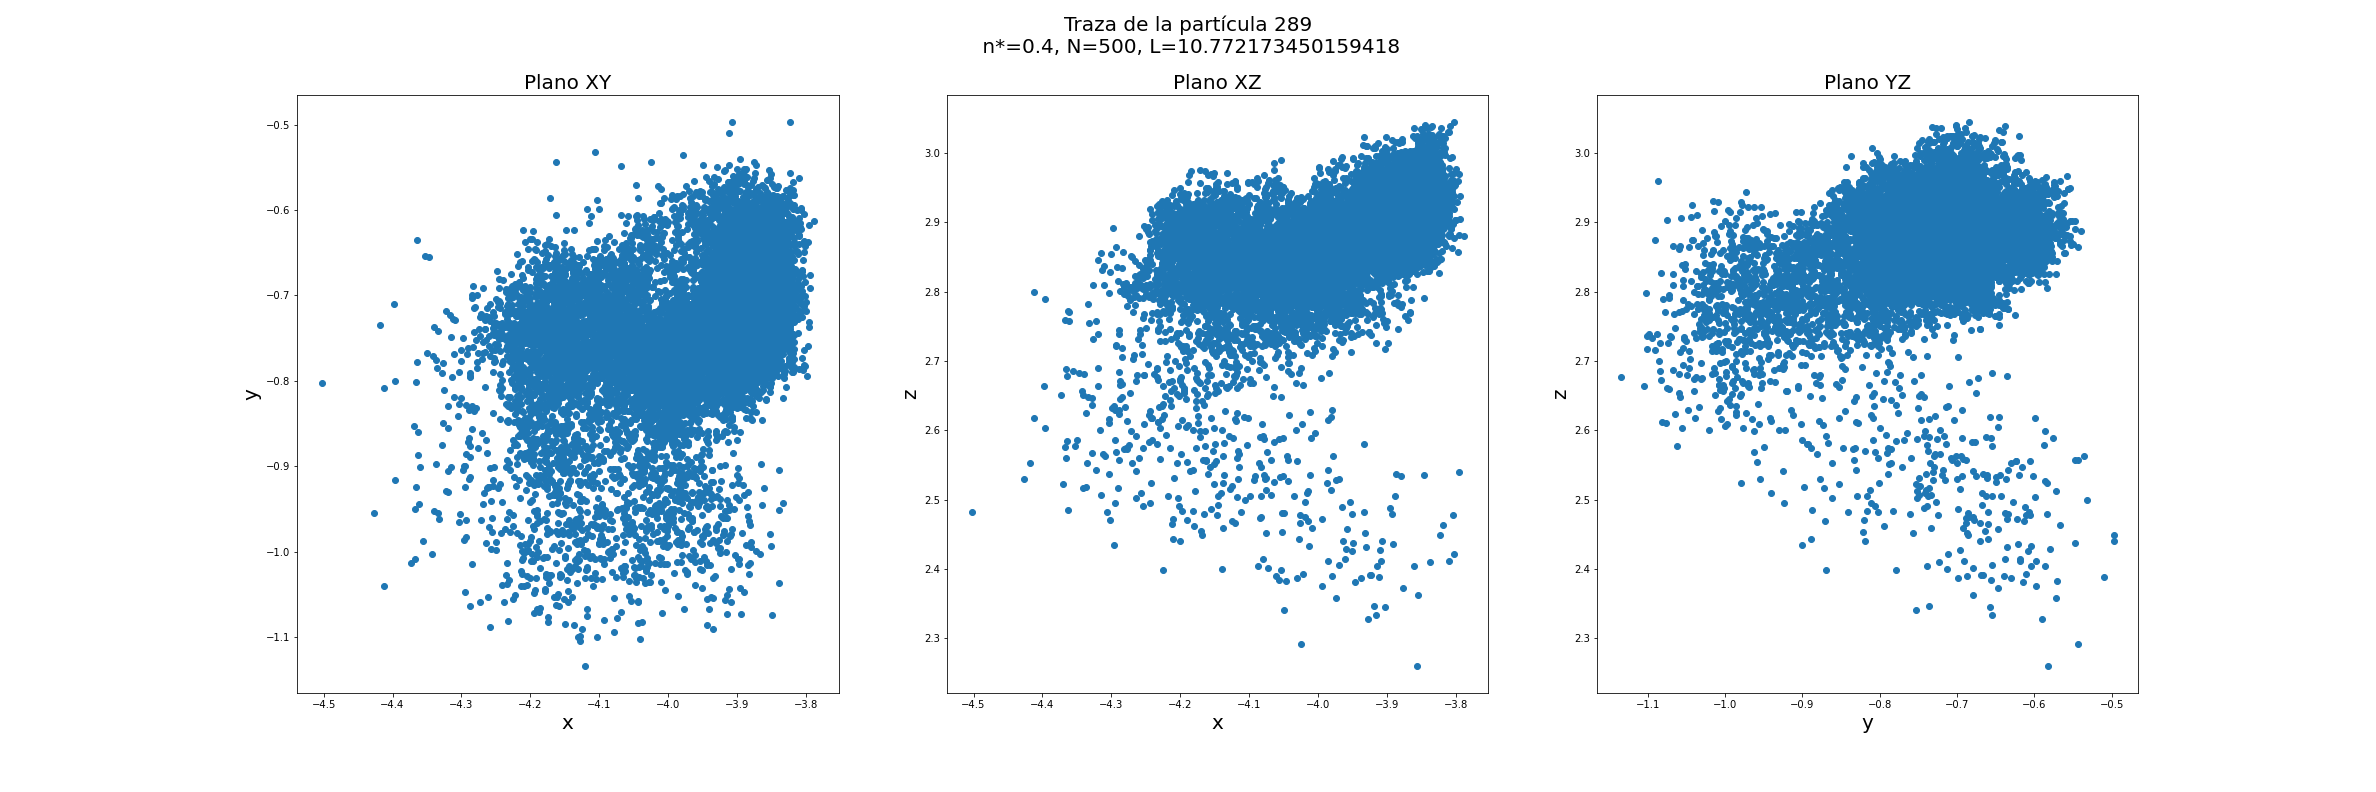 Traza de la partícula 289
n*=0.4, N=500, L=10.772173450159418
Plano XY
−0.5
−0.6
−0.7
−0.8
−0.9
−1.0
−1.1
y
−4.5 −4.4 −4.3 −4.2 −4.1 −4.0 −3.9 −3.8
x
Plano XZ
3.0
2.9
2.8
2.7
2.6
2.5
2.4
2.3
z
−4.5 −4.4 −4.3 −4.2 −4.1 −4.0 −3.9 −3.8
x
Plano YZ
3.0
2.9
2.8
2.7
2.6
2.5
2.4
2.3
z
−1.1 −1.0 −0.9 −0.8 −0.7 −0.6 −0.5
y